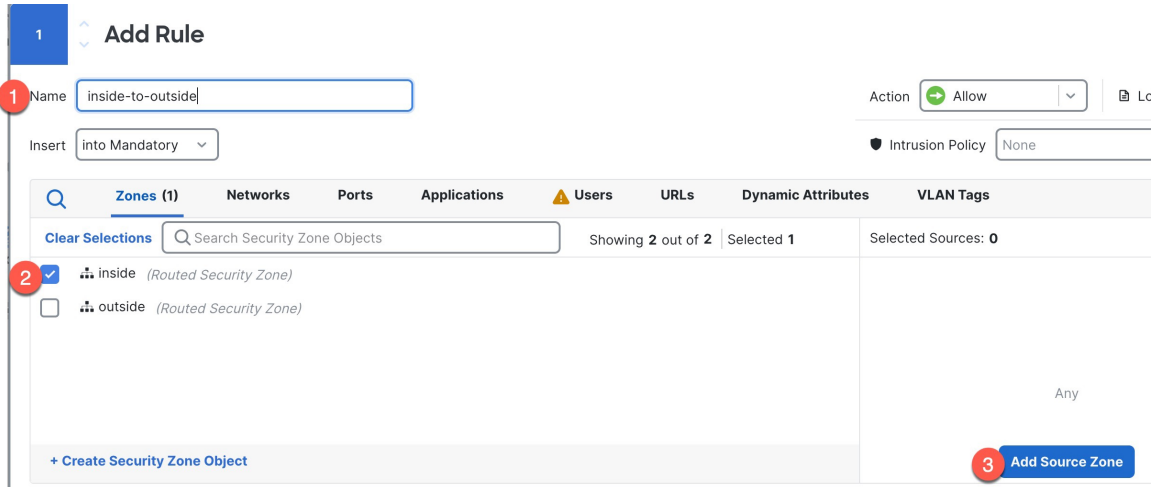 1 Add Rule
1 Name inside-to-outside Action Allow Lo
Insert into Mandatory Intrusion Policy None
Zones (1) Networks Ports Applications Users URLs Dynamic Attributes VLAN Tags
Clear Selections Search Security Zone Objects Showing 2 out of 2 Selected 1 Selected Sources: 0
2 inside (Routed Security Zone)
outside (Routed Security Zone)
Any
+ Create Security Zone Object 3 Add Source Zone